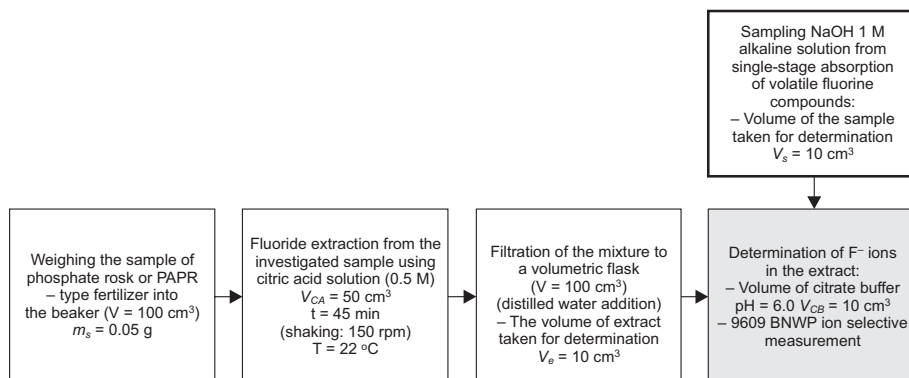 Sampling NaOH 1 M
alkaline solution from
single-stage absorption
of volatile fluorine
compounds:
– Volume of the sample
taken for determination
Vs = 10 cm³
Weighing the sample of
phosphate rosk or PAPR
– type fertilizer into
the beaker (V = 100 cm³)
ms = 0.05 g
Fluoride extraction from the
investigated sample using
citric acid solution (0.5 M)
VCA = 50 cm³
t = 45 min
(shaking: 150 rpm)
T = 22 °C
Filtration of the mixture to
a volumetric flask
(V = 100 cm³)
(distilled water addition)
– The volume of extract
taken for determination
Ve = 10 cm³
Determination of F⁻ ions
in the extract:
– Volume of citrate buffer
pH = 6.0 VCB = 10 cm³
– 9609 BNWP ion selective
measurement